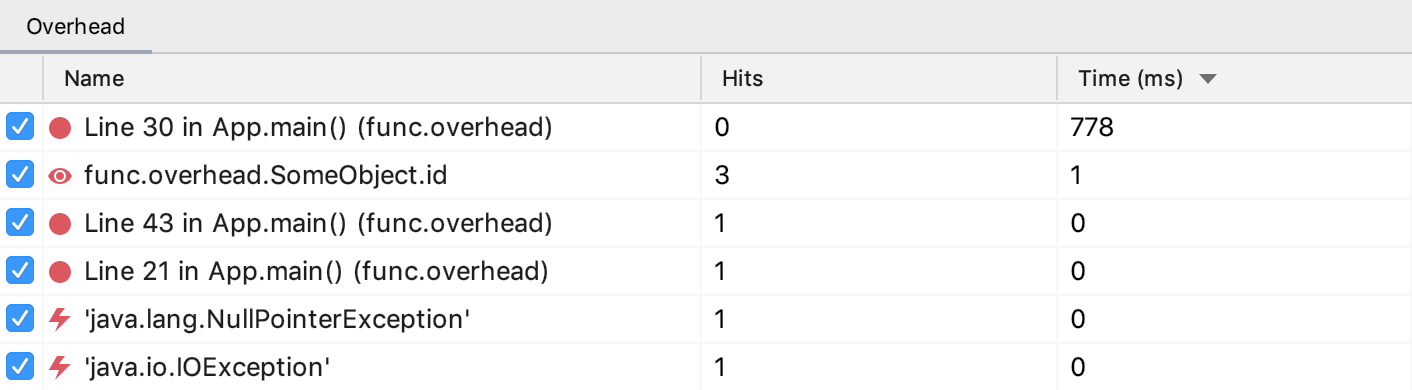 Overhead
Name Hits Time (ms)
Line 30 in App.main() (func.overhead) 0 778
func.overhead.SomeObject.id 3 1
Line 43 in App.main() (func.overhead) 1 0
Line 21 in App.main() (func.overhead) 1 0
'java.lang.NullPointerException' 1 0
'java.io.IOException' 1 0